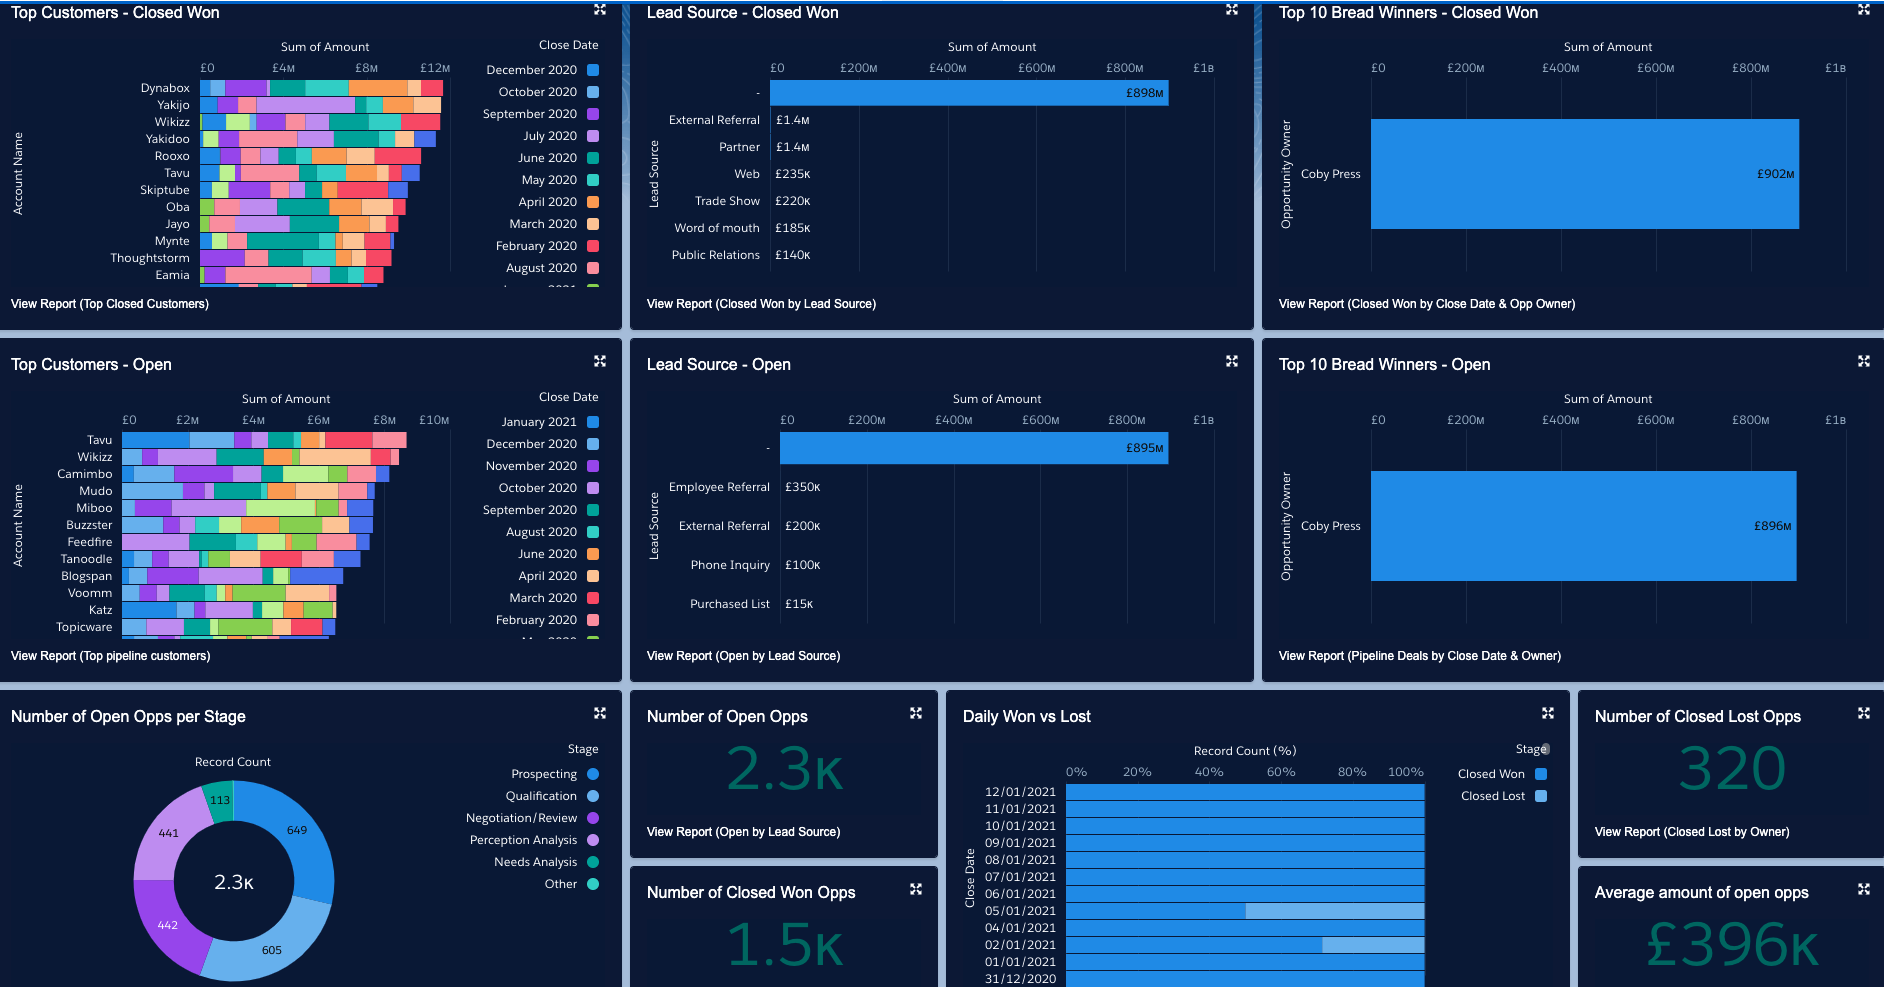 Top Customers - Closed Won
Sum of Amount
Close Date
£0 £4M £8M £12M
Account Name
Dynabox
Yakijo
Wikizz
Yakidoo
Rooxo
Tavu
Skiptube
Oba
Jayo
Mynte
Thoughtstorm
Eamia
December 2020
October 2020
September 2020
July 2020
June 2020
May 2020
April 2020
March 2020
February 2020
August 2020
View Report (Top Closed Customers)
Lead Source - Closed Won
Sum of Amount
£0 £200M £400M £600M £800M £1B
Lead Source
- £898M
External Referral £1.4M
Partner £1.4M
Web £235K
Trade Show £220K
Word of mouth £185K
Public Relations £140K
View Report (Closed Won by Lead Source)
Top 10 Bread Winners - Closed Won
Sum of Amount
£0 £200M £400M £600M £800M £1B
Opportunity Owner
Coby Press £902M
View Report (Closed Won by Close Date & Opp Owner)
Top Customers - Open
Sum of Amount
Close Date
£0 £2M £4M £6M £8M £10M
Account Name
Tavu
Wikizz
Camimbo
Mudo
Miboo
Buzzster
Feedfire
Tanoodle
Blogspan
Voomm
Katz
Topicware
January 2021
December 2020
November 2020
October 2020
September 2020
August 2020
June 2020
April 2020
March 2020
February 2020
View Report (Top pipeline customers)
Lead Source - Open
Sum of Amount
£0 £200M £400M £600M £800M £1B
Lead Source
- £895M
Employee Referral £350K
External Referral £200K
Phone Inquiry £100K
Purchased List £15K
View Report (Open by Lead Source)
Top 10 Bread Winners - Open
Sum of Amount
£0 £200M £400M £600M £800M £1B
Opportunity Owner
Coby Press £896M
View Report (Pipeline Deals by Close Date & Owner)
Number of Open Opps per Stage
Record Count
Stage
Prospecting
Qualification
Negotiation/Review
Perception Analysis
Needs Analysis
Other
113
649
441
2.3K
442
605
Number of Open Opps
2.3K
View Report (Open by Lead Source)
Number of Closed Won Opps
1.5K
Daily Won vs Lost
Record Count (%)
Stage
0% 20% 40% 60% 80% 100%
Closed Won
Closed Lost
Close Date
12/01/2021
11/01/2021
10/01/2021
09/01/2021
08/01/2021
07/01/2021
06/01/2021
05/01/2021
04/01/2021
02/01/2021
01/01/2021
31/12/2020
Number of Closed Lost Opps
320
View Report (Closed Lost by Owner)
Average amount of open opps
£396K